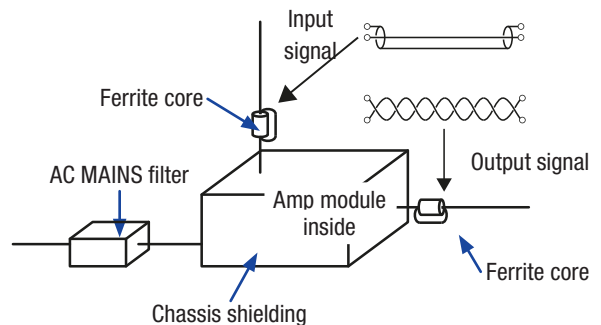 Input
signal
Ferrite core
AC MAINS filter
Output signal
Amp module
inside
Ferrite core
Chassis shielding